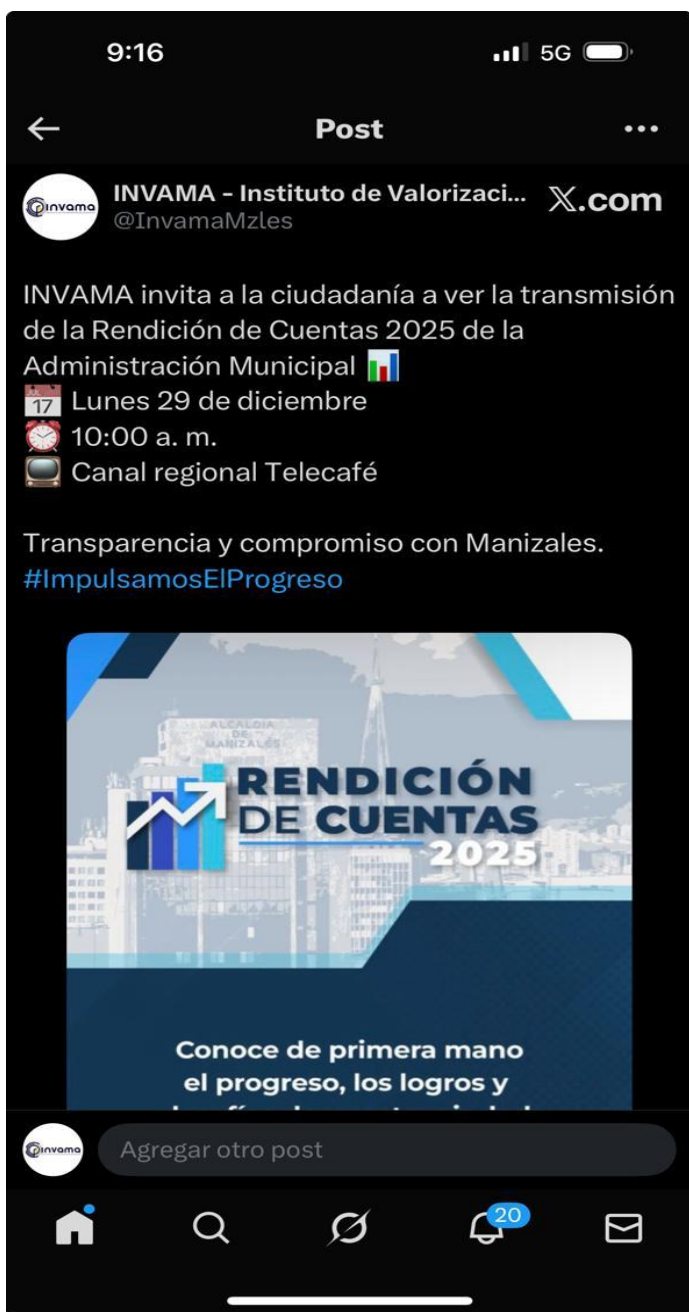 9:16
5G
Post
INVAMA - Instituto de Valorizaci... X.com
@InvamaMzles
INVAMA invita a la ciudadanía a ver la transmisión
de la Rendición de Cuentas 2025 de la
Administración Municipal 📊
📅 Lunes 29 de diciembre
⏰ 10:00 a. m.
📺 Canal regional Telecafé
Transparencia y compromiso con Manizales.
#ImpulsamosElProgreso
ALCALDÍA
DE
MANIZALES
RENDICIÓN
DE CUENTAS
2025
Conoce de primera mano
el progreso, los logros y
invama
Agregar otro post
20